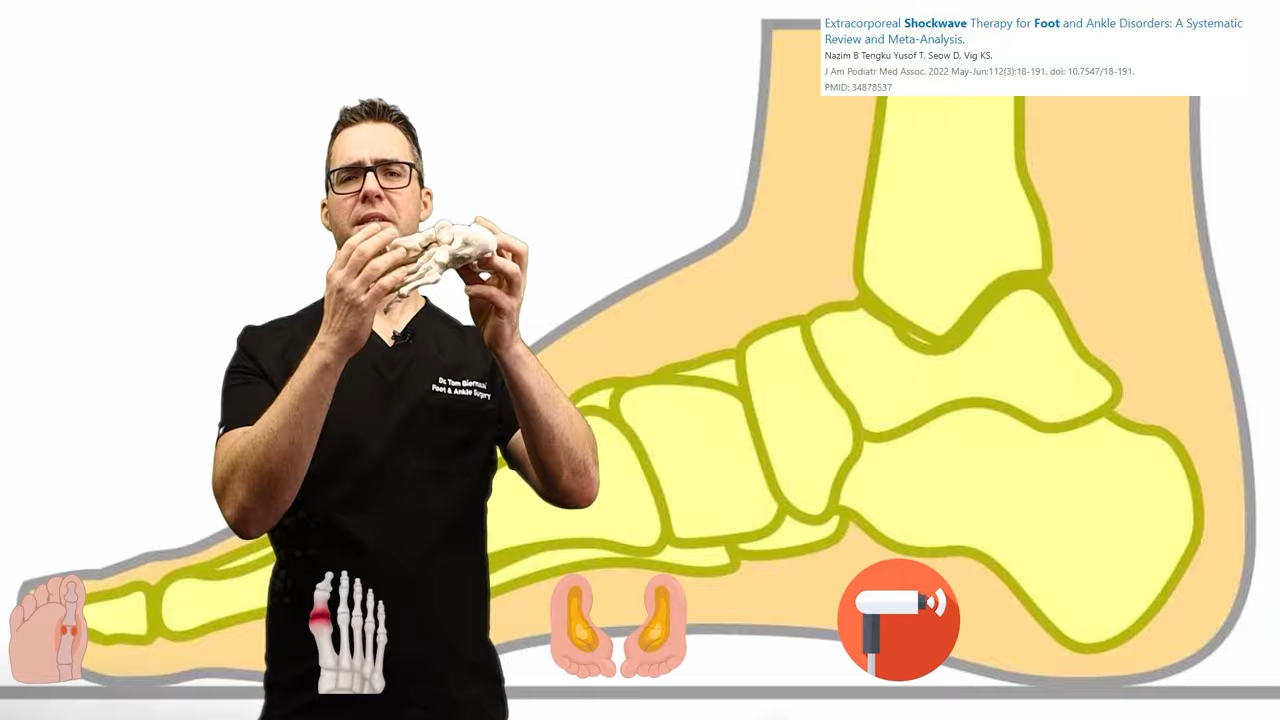 Extracorporeal Shockwave Therapy for Foot and Ankle Disorders: A Systematic
Review and Meta-Analysis.
Nazim B Tengku Yusof T, Seow D, Vig KS.
J Am Podiatr Med Assoc. 2022 May-Jun;112(3):18-191. doi: 10.7547/18-191.
PMID: 34878537
Dr. Tom
Foot & Ankle Surgery